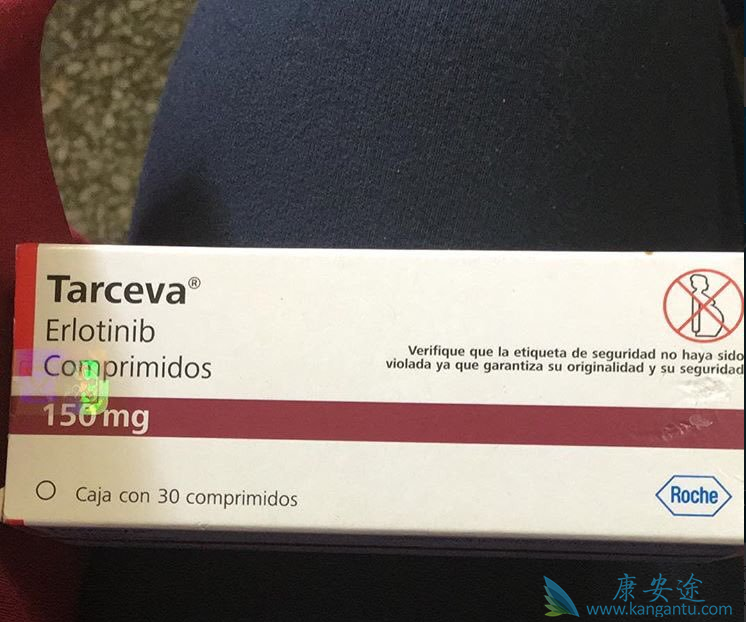 Tarceva®
Erlotinib
Comprimidos
150 mg
Verifique que la etiqueta de seguridad no haya sido
violada ya que garantiza su originalidad y su seguridad
Caja con 30 comprimidos
Roche
康安途
www.kangantu.com